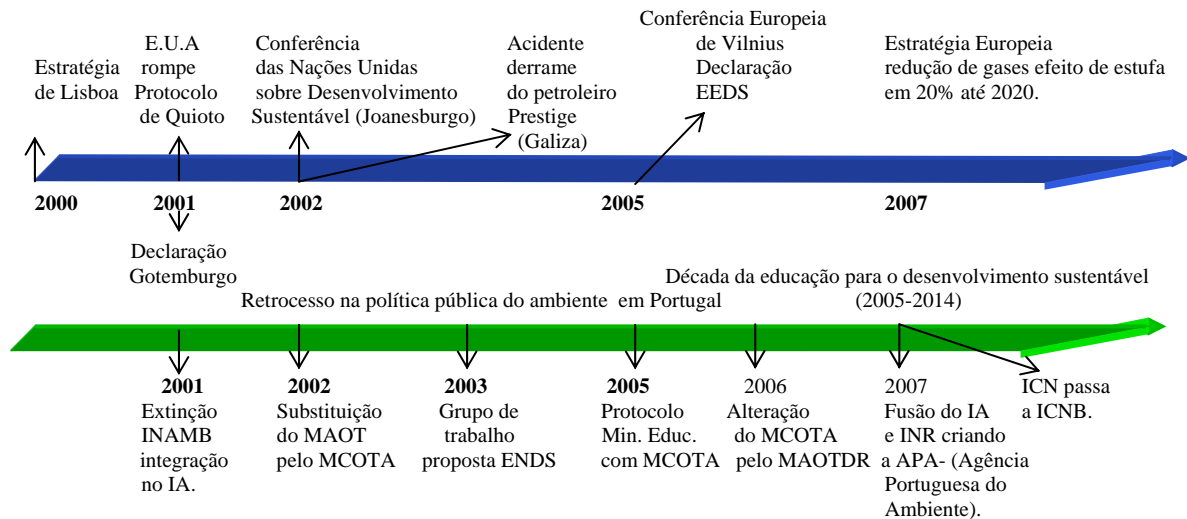 Estratégia
de Lisboa
E.U.A
rompe
Protocolo
de Quioto
Conferência
das Nações Unidas
sobre Desenvolvimento
Sustentável (Joanesburgo)
Acidente
derrame
do petroleiro
Prestige
(Galiza)
Conferência Europeia
de Vilnius
Declaração
EEDS
Estratégia Europeia
redução de gases efeito de estufa
em 20% até 2020.
2000 2001 2002 2005 2007
Declaração
Gotemburgo
Retrocesso na política pública do ambiente em Portugal
Década da educação para o desenvolvimento sustentável
(2005-2014)
2001
Extinção
INAMB
integração
no IA.
2002
Substituição
do MAOT
pelo MCOTA
2003
Grupo de
trabalho
proposta ENDS
2005
Protocolo
Min. Educ.
com MCOTA
2006
Alteração
do MCOTA
pelo MAOTDR
2007
Fusão do IA
e INR criando
a APA- (Agência
Portuguesa do
Ambiente).
ICN passa
a ICNB.